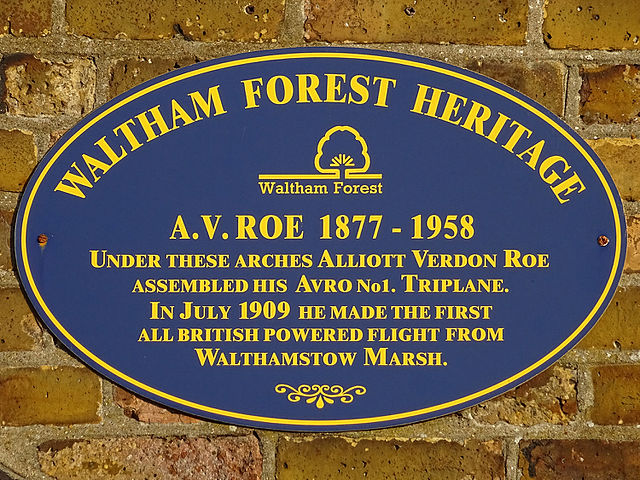 WALTHAM FOREST HERITAGE
Waltham Forest
A.V. ROE 1877 - 1958
UNDER THESE ARCHES ALLIOTT VERDON ROE
ASSEMBLED HIS AVRO No1. TRIPLANE.
IN JULY 1909 HE MADE THE FIRST
ALL BRITISH POWERED FLIGHT FROM
WALTHAMSTOW MARSH.